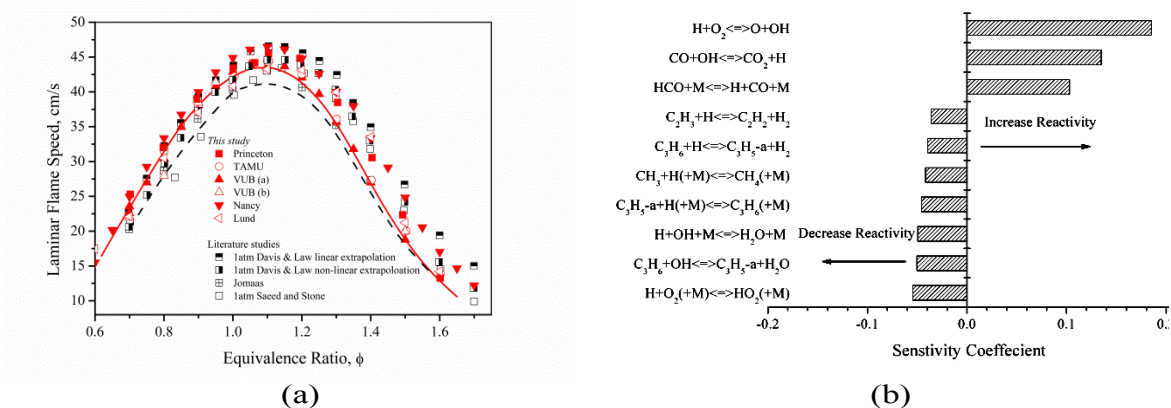 50
45
40
35
30
25
20
15
10
Laminar Flame Speed, cm/s
This study
Princeton
TAMU
VUB (a)
VUB (b)
Nancy
Lund
Literature studies
1atm Davis & Law linear extrapolation
1atm Davis & Law non-linear extrapoloation
Jomaas
1atm Saeed and Stone
0.6 0.8 1.0 1.2 1.4 1.6
Equivalence Ratio, ϕ
(a)
b)
H+O₂<=>O+OH
CO+OH<=>CO₂+H
HCO+M<=>H+CO+M
C₂H₃+H<=>C₂H₂+H₂
C₃H₆+H<=>C₃H₅-a+H₂
CH₃+H(+M)<=>CH₄(+M)
C₃H₅-a+H(+M)<=>C₃H₆(+M)
H+OH+M<=>H₂O+M
C₃H₆+OH<=>C₃H₅-a+H₂O
H+O₂(+M)<=>HO₂(+M)
Increase Reactivity
Decrease Reactivity
-0.2 -0.1 0.0 0.1 0.2
Senstivity Coeffecient
(b)